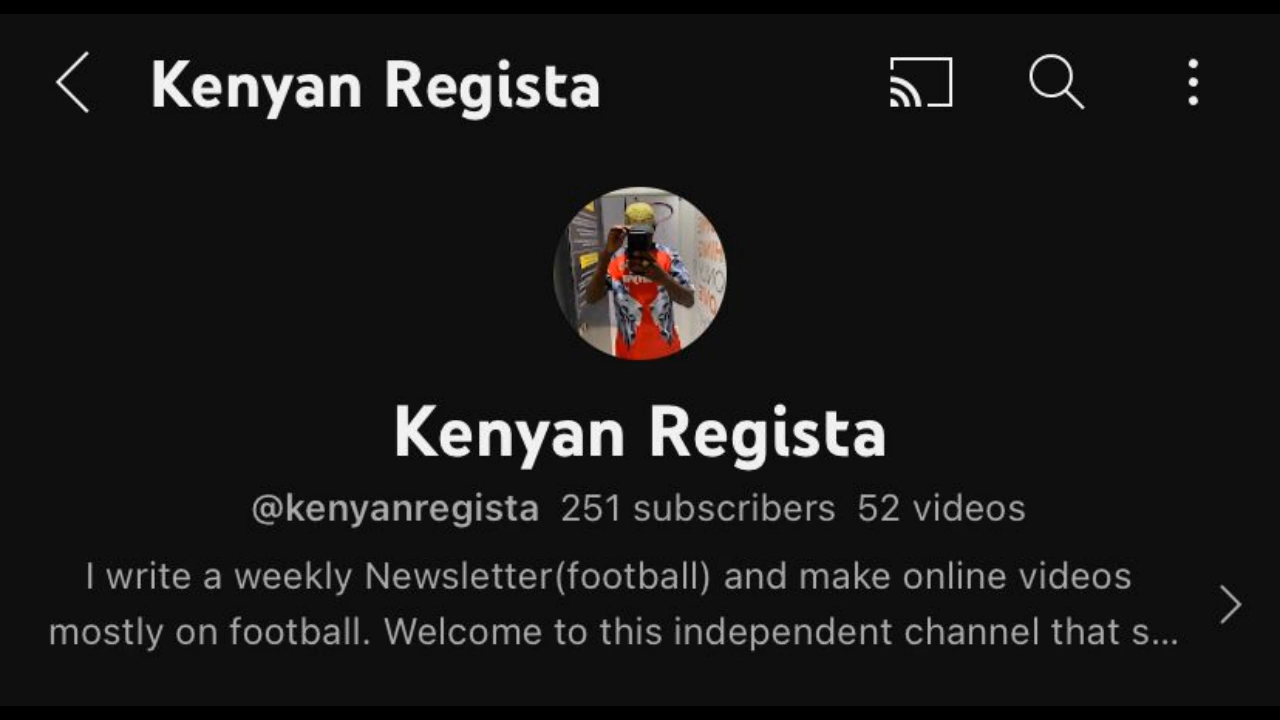 Kenyan Regista
Kenyan Regista
@kenyanregista 251 subscribers 52 videos
I write a weekly Newsletter(football) and make online videos
mostly on football. Welcome to this independent channel that s...